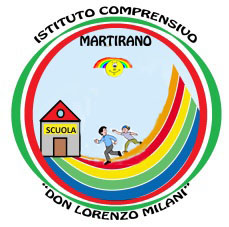 ISTITUTO COMPRENSIVO
MARTIRANO
SCUOLA
"DON LORENZO MILANI"